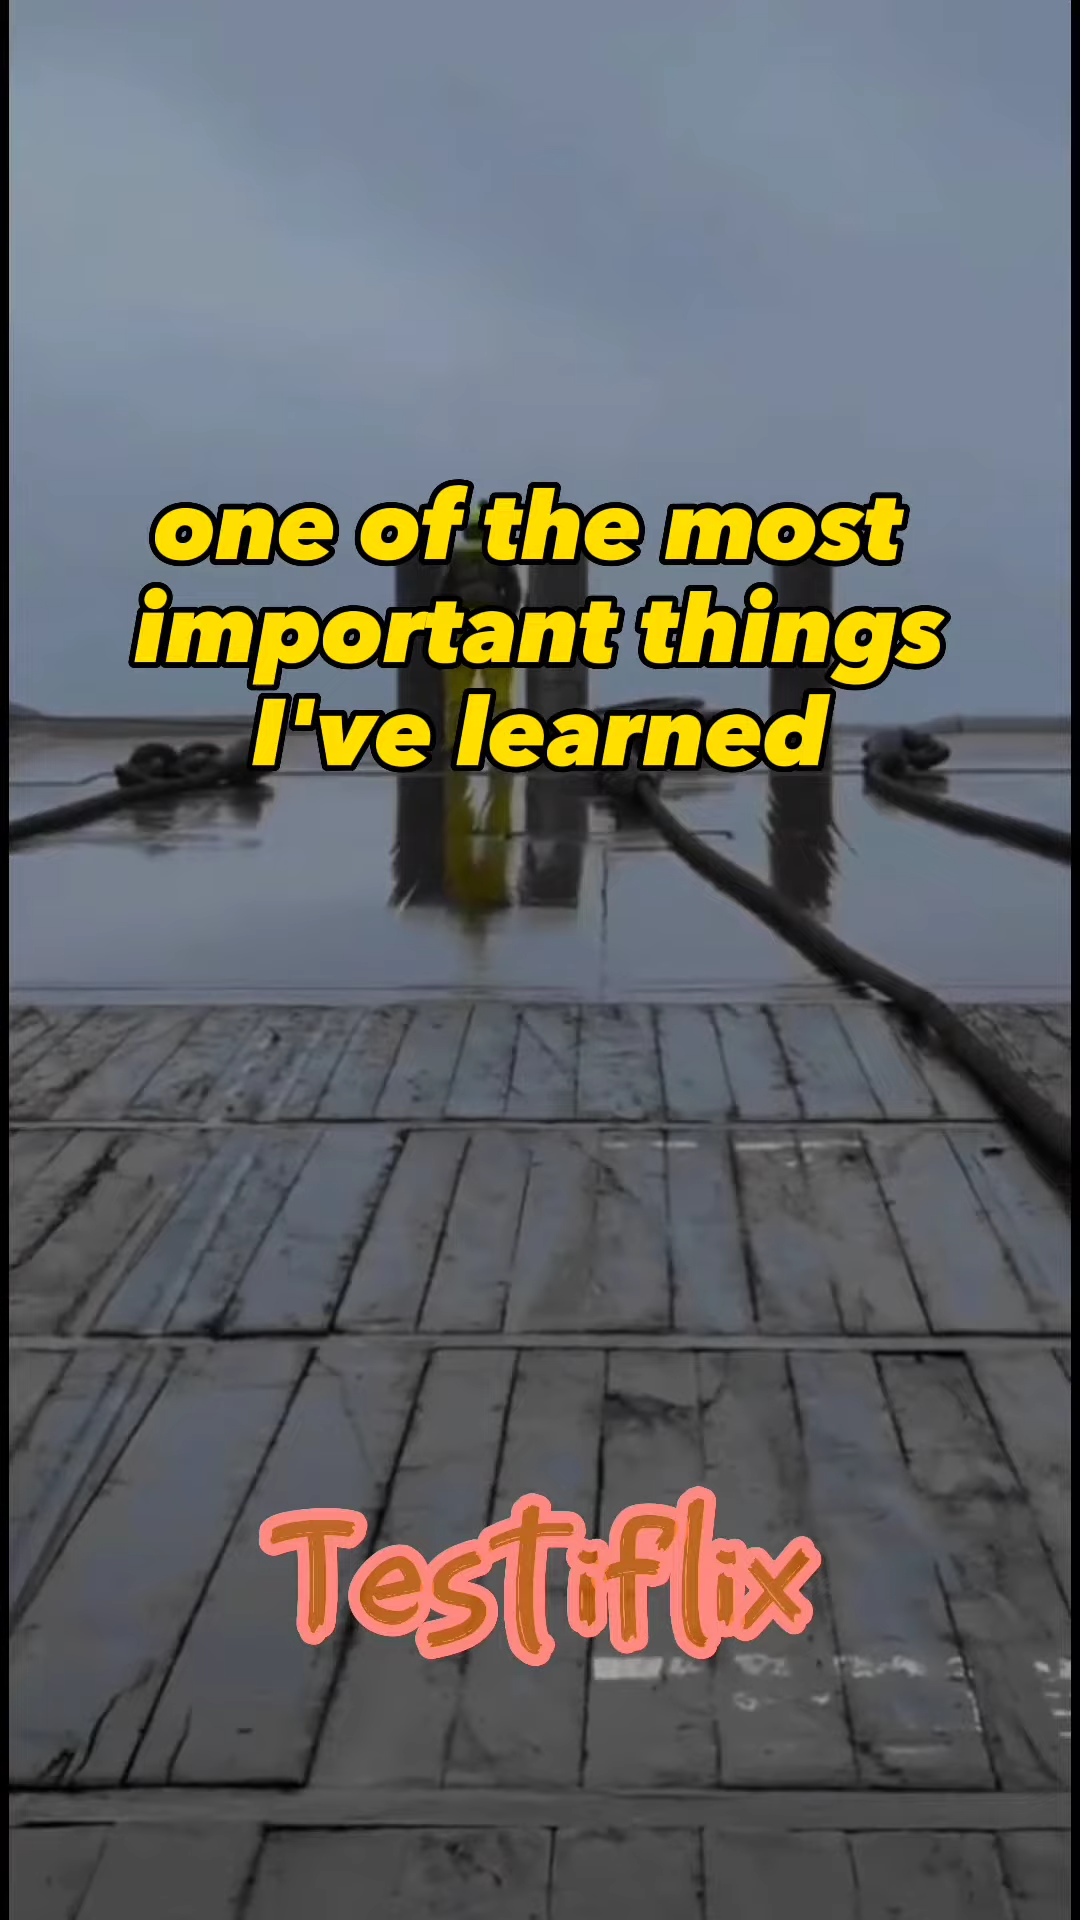 one of the most
important things
I've learned
Testiflix